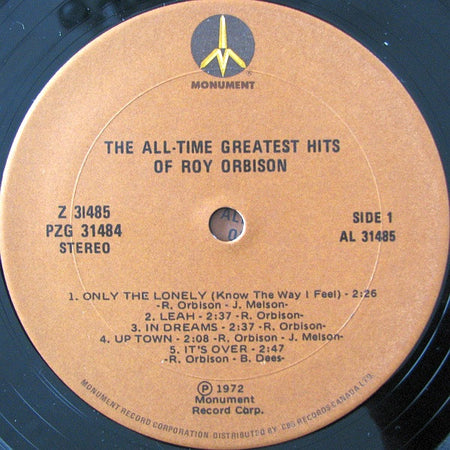 MONUMENT
THE ALL-TIME GREATEST HITS
OF ROY ORBISON
Z 31485
PZG 31484
STEREO
SIDE 1
AL 31485
1. ONLY THE LONELY (Know The Way I Feel) - 2:26
-R. Orbison - J. Melson-
2. LEAH - 2:37 -R. Orbison-
3. IN DREAMS - 2:37 -R. Orbison-
4. UP TOWN - 2:08 -R. Orbison - J. Melson-
5. IT'S OVER - 2:47
-R. Orbison - B. Dees-
Ⓟ 1972
Monument
Record Corp.
MONUMENT RECORD CORPORATION DISTRIBUTED BY CBS RECORDS CANADA LTD.